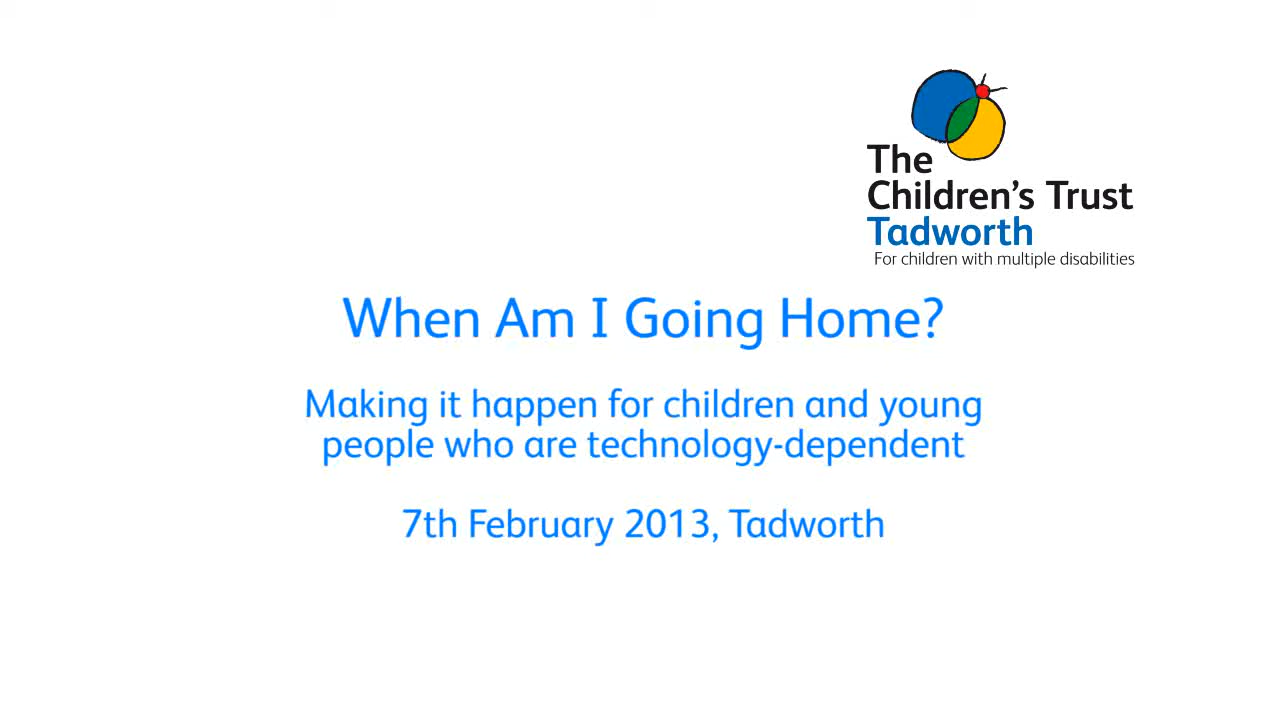 The
Children's Trust
Tadworth
For children with multiple disabilities
When Am I Going Home?
Making it happen for children and young
people who are technology-dependent
7th February 2013, Tadworth